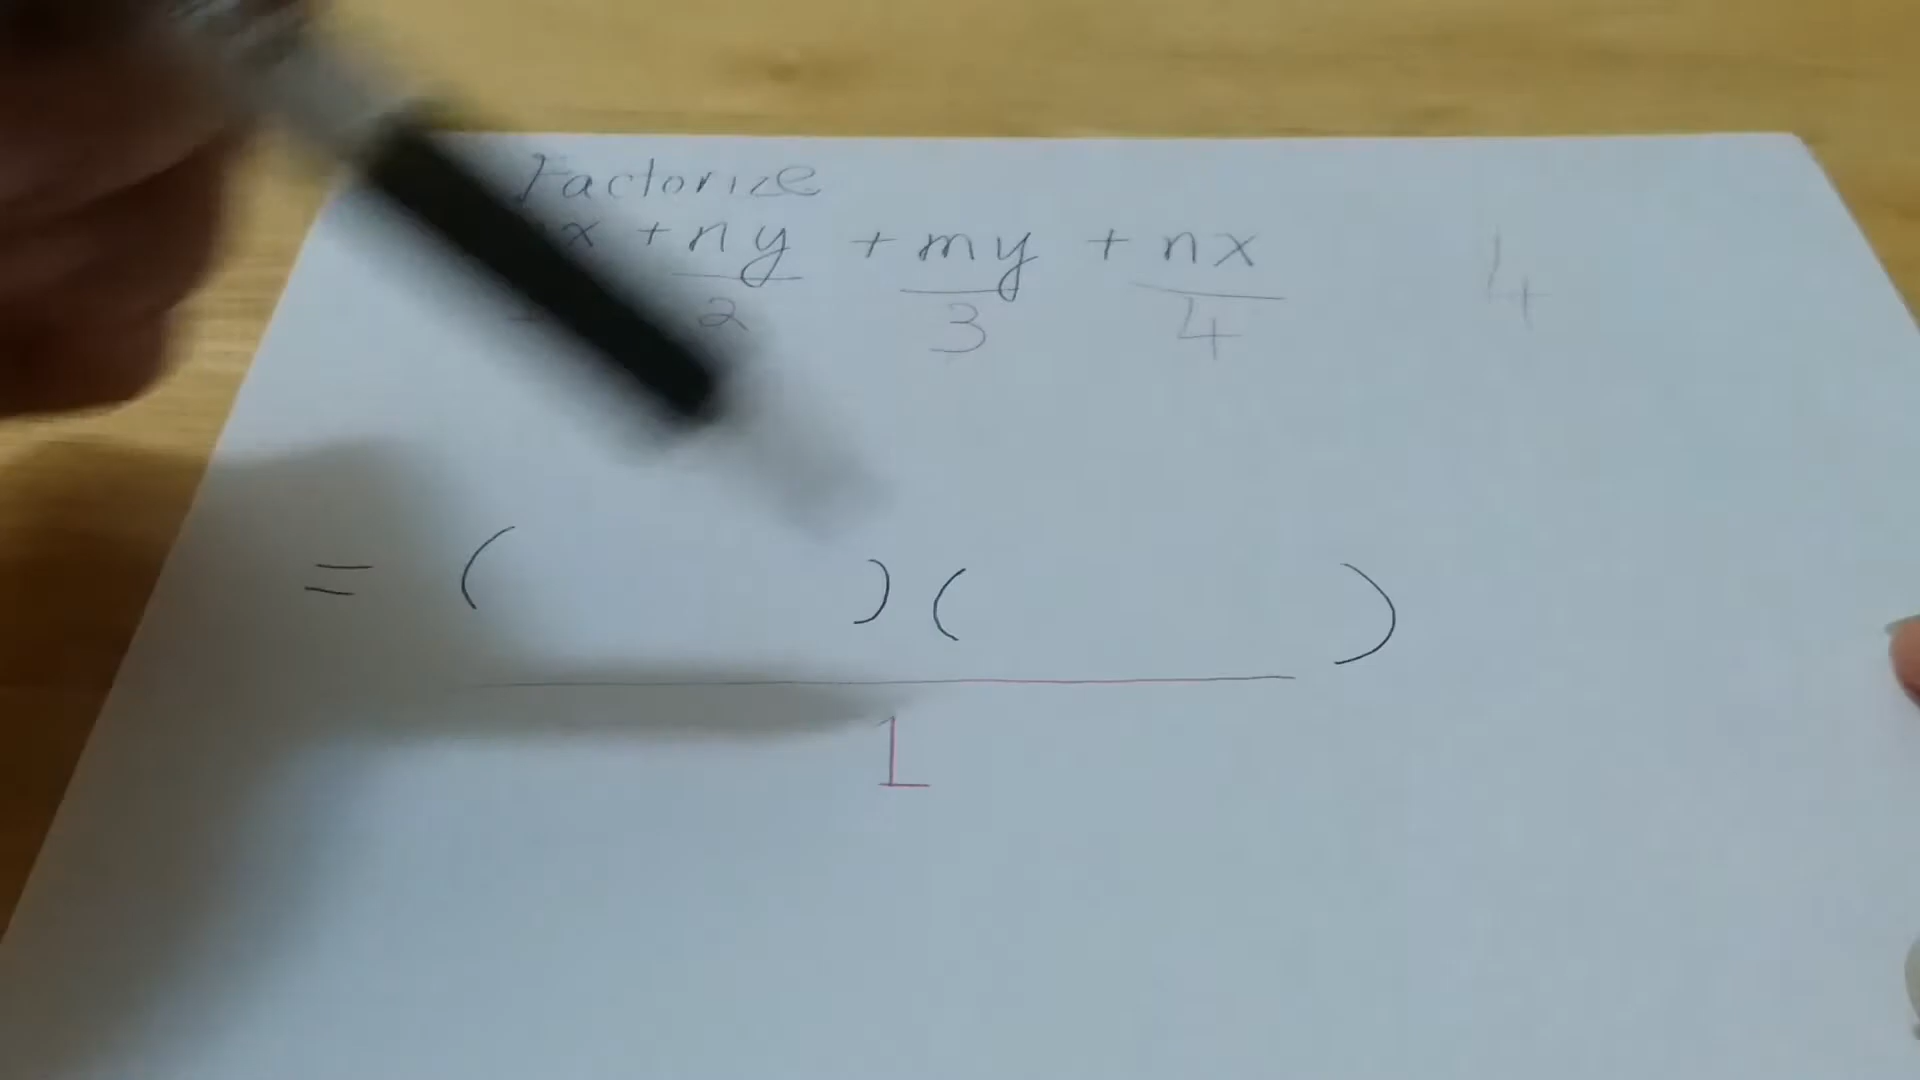 Factorize
x + ny + my + nx 4
2 3 4
= ( ) ( )
1